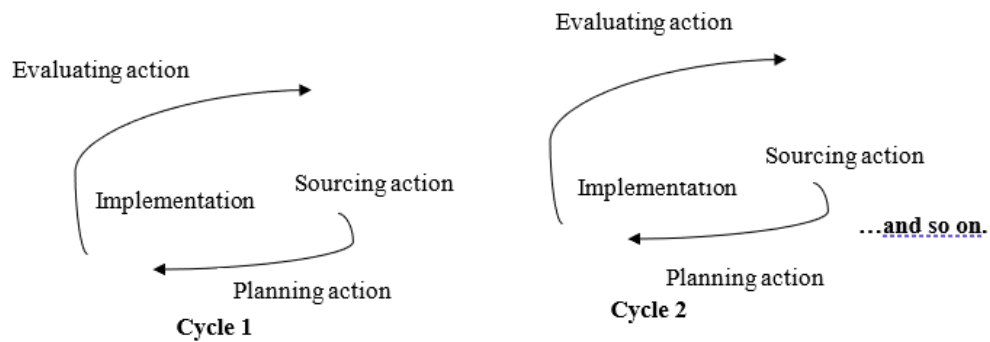 Evaluating action
Implementation
Sourcing action
Planning action
Cycle 1
Evaluating action
Implementation
Sourcing action
Planning action
Cycle 2
…and so on.